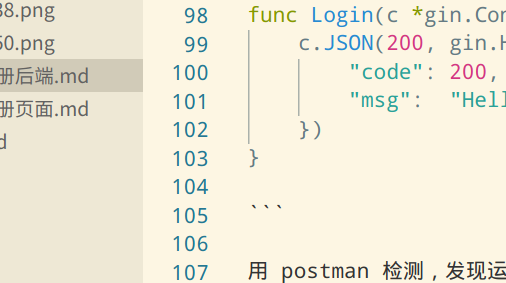 38.png
50.png
册后端.md
册页面.md
d
98 func Login(c *gin.Con
99 c.JSON(200, gin.H
100 "code": 200,
101 "msg": "Hell
102 })
103 }
104
105 ```
106
107 用 postman 检测，发现运